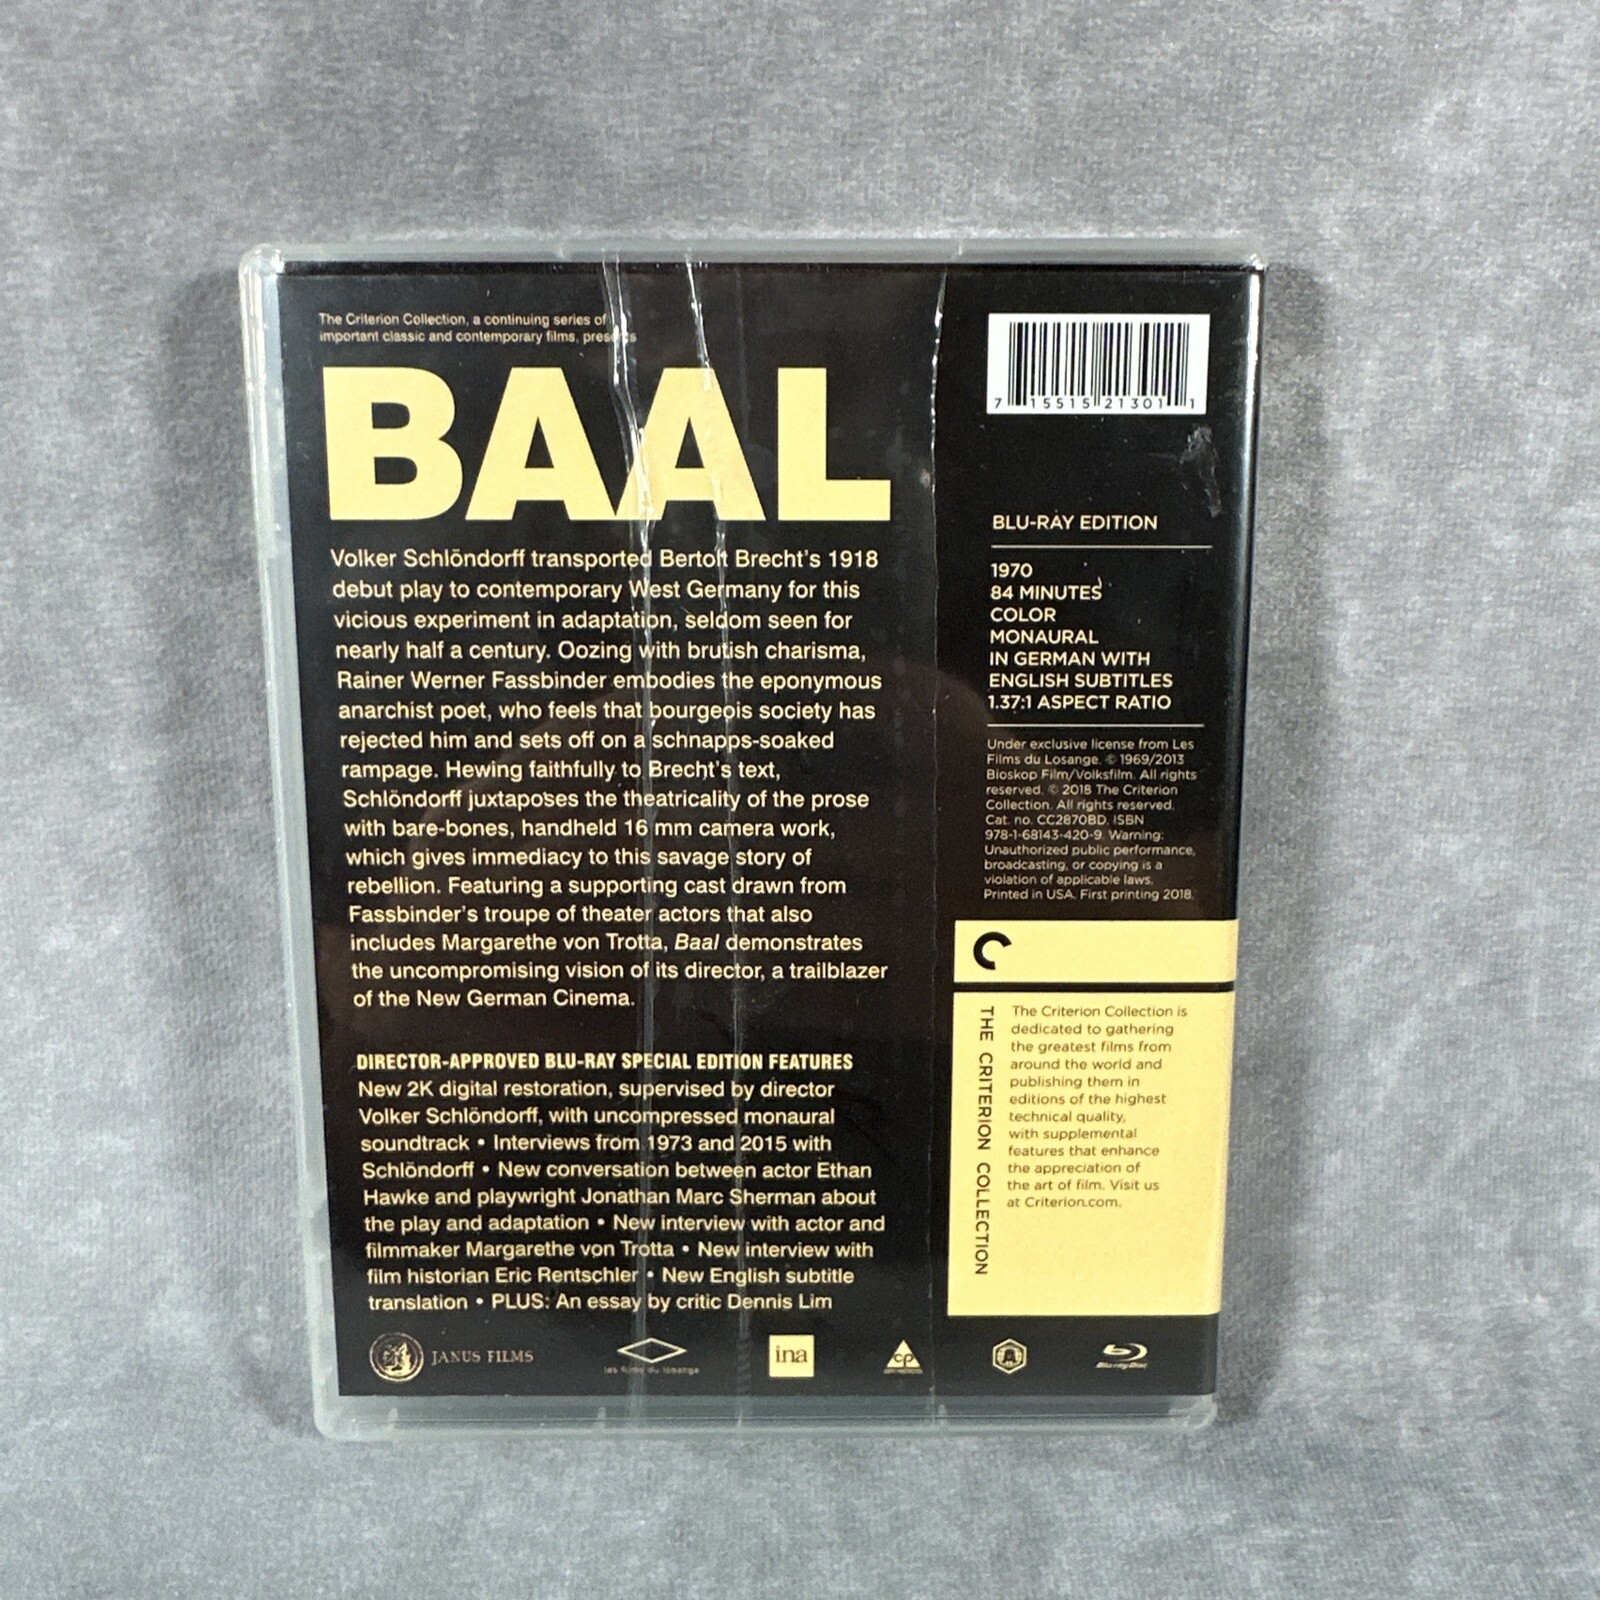 The Criterion Collection, a continuing series of
important classic and contemporary films, presents
BAAL
Volker Schlöndorff transported Bertolt Brecht's 1918
debut play to contemporary West Germany for this
vicious experiment in adaptation, seldom seen for
nearly half a century. Oozing with brutish charisma,
Rainer Werner Fassbinder embodies the eponymous
anarchist poet, who feels that bourgeois society has
rejected him and sets off on a schnapps-soaked
rampage. Hewing faithfully to Brecht's text,
Schlöndorff juxtaposes the theatricality of the prose
with bare-bones, handheld 16 mm camera work,
which gives immediacy to this savage story of
rebellion. Featuring a supporting cast drawn from
Fassbinder's troupe of theater actors that also
includes Margarethe von Trotta, Baal demonstrates
the uncompromising vision of its director, a trailblazer
of the New German Cinema.
DIRECTOR-APPROVED BLU-RAY SPECIAL EDITION FEATURES
New 2K digital restoration, supervised by director
Volker Schlöndorff, with uncompressed monaural
soundtrack • Interviews from 1973 and 2015 with
Schlöndorff • New conversation between actor Ethan
Hawke and playwright Jonathan Marc Sherman about
the play and adaptation • New interview with actor and
filmmaker Margarethe von Trotta • New interview with
film historian Eric Rentschler • New English subtitle
translation • PLUS: An essay by critic Dennis Lim
JANUS FILMS
les films du losange
ina
CP
Blu-ray Disc
7 15515 21301 1
BLU-RAY EDITION
1970
84 MINUTES
COLOR
MONAURAL
IN GERMAN WITH
ENGLISH SUBTITLES
1.37:1 ASPECT RATIO
Under exclusive license from Les
Films du Losange. © 1969/2013
Bioskop Film/Volksfilm. All rights
reserved. © 2018 The Criterion
Collection. All rights reserved.
Cat. no. CC2870BD. ISBN
978-1-68143-420-9. Warning:
Unauthorized public performance,
broadcasting, or copying is a
violation of applicable laws.
Printed in USA. First printing 2018.
THE CRITERION COLLECTION
The Criterion Collection is
dedicated to gathering
the greatest films from
around the world and
publishing them in
editions of the highest
technical quality,
with supplemental
features that enhance
the appreciation of
the art of film. Visit us
at Criterion.com.